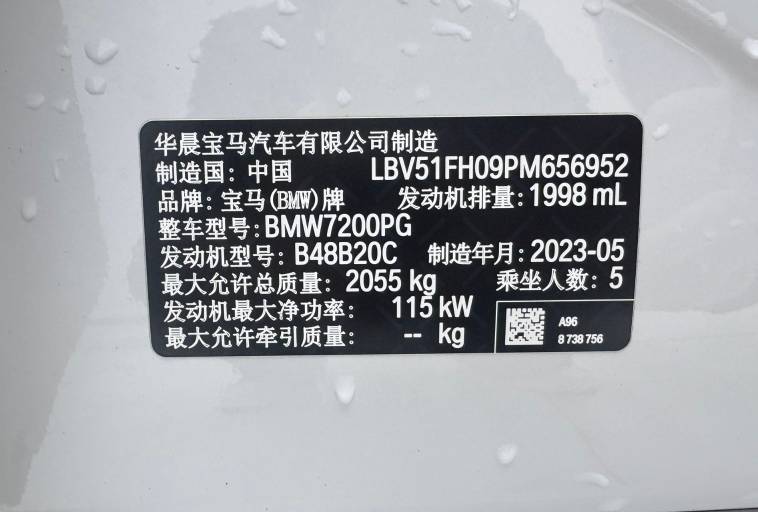 华晨宝马汽车有限公司制造
制造国: 中国 LBV51FH09PM656952
品牌: 宝马(BMW)牌 发动机排量: 1998 mL
整车型号: BMW7200PG
发动机型号: B48B20C 制造年月: 2023-05
最大允许总质量: 2055 kg 乘坐人数: 5
发动机最大净功率: 115 kW
最大允许牵引质量: -- kg
A96
8 738 756